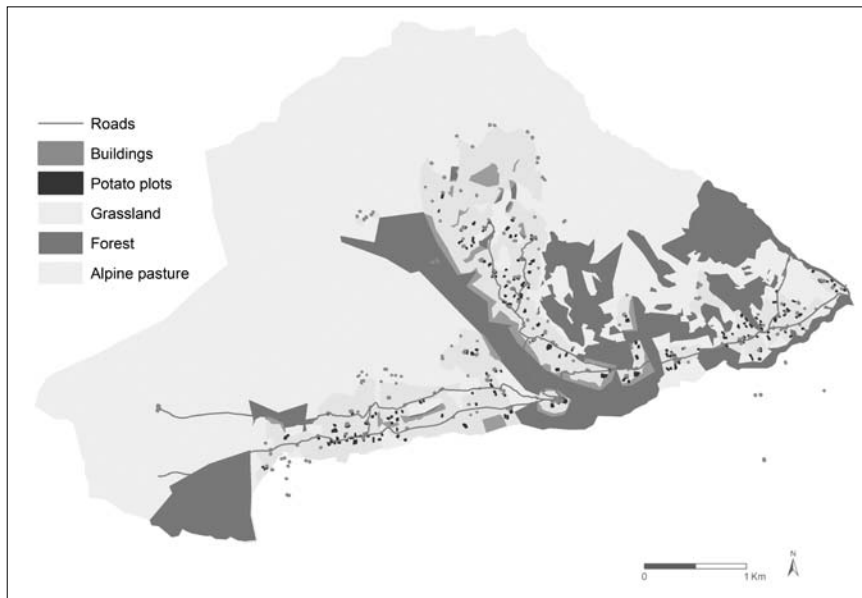 Roads
Buildings
Potato plots
Grassland
Forest
Alpine pasture
N
0 1 Km